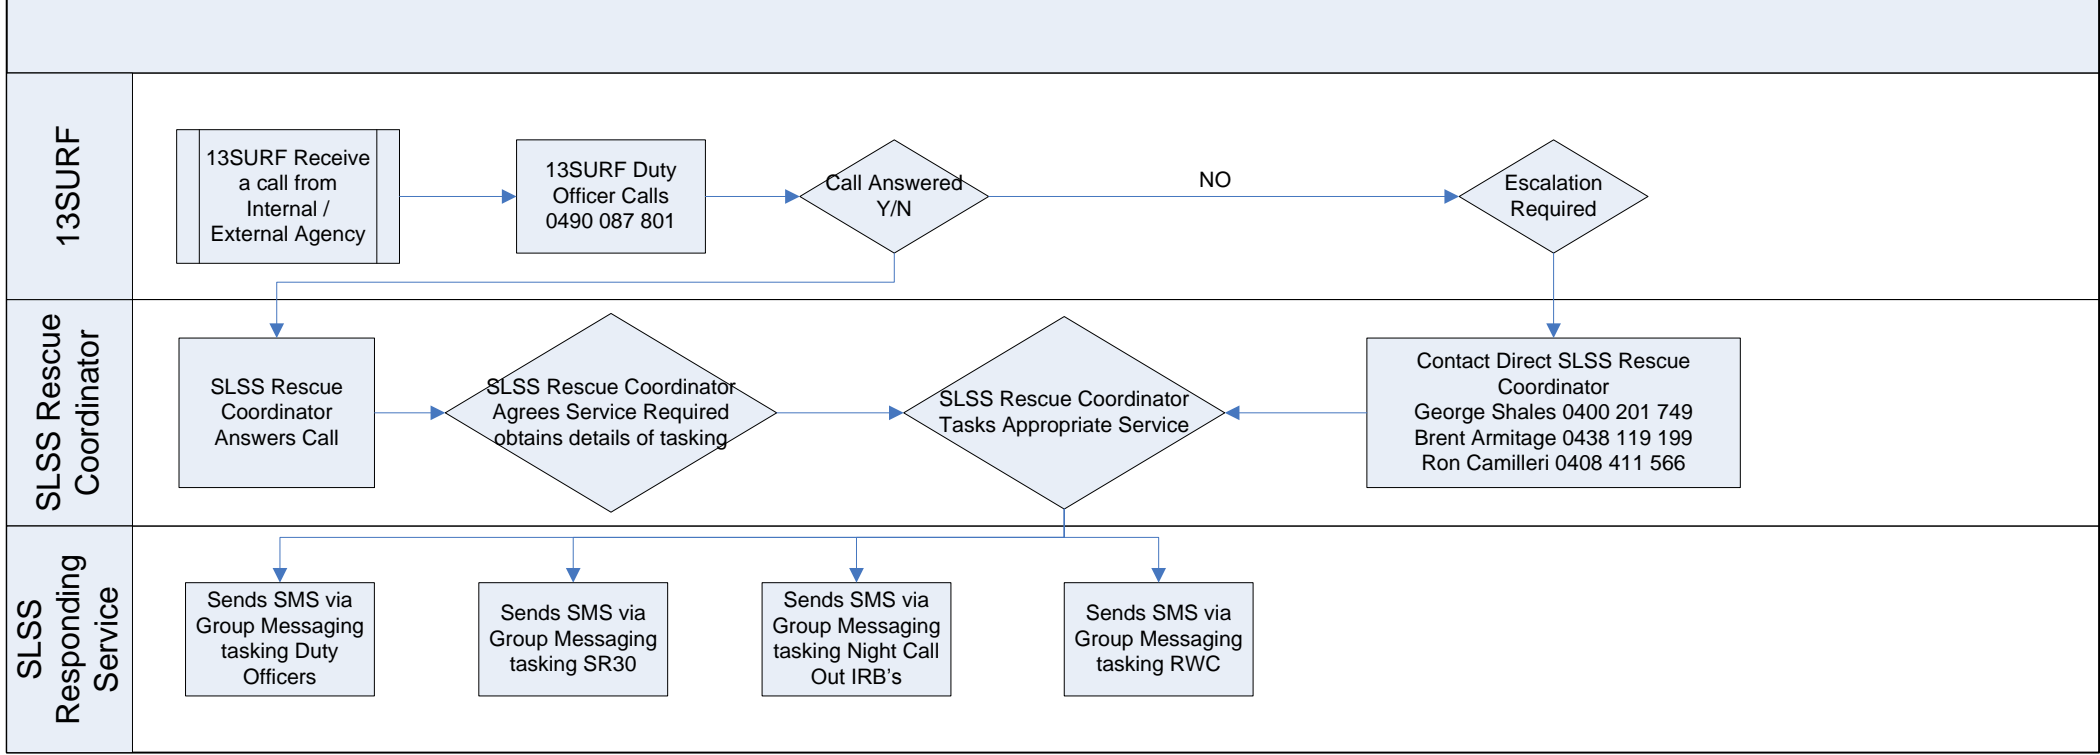 13SURF
13SURF Receive
a call from
Internal /
External Agency
13SURF Duty
Officer Calls
0490 087 801
Call Answered
Y/N
NO
Escalation
Required
SLSS Rescue
Coordinator
SLSS Rescue
Coordinator
Answers Call
SLSS Rescue Coordinator
Agrees Service Required
obtains details of tasking
SLSS Rescue Coordinator
Tasks Appropriate Service
Contact Direct SLSS Rescue
Coordinator
George Shales 0400 201 749
Brent Armitage 0438 119 199
Ron Camilleri 0408 411 566
SLSS
Responding
Service
Sends SMS via
Group Messaging
tasking Duty
Officers
Sends SMS via
Group Messaging
tasking SR30
Sends SMS via
Group Messaging
tasking Night Call
Out IRB's
Sends SMS via
Group Messaging
tasking RWC